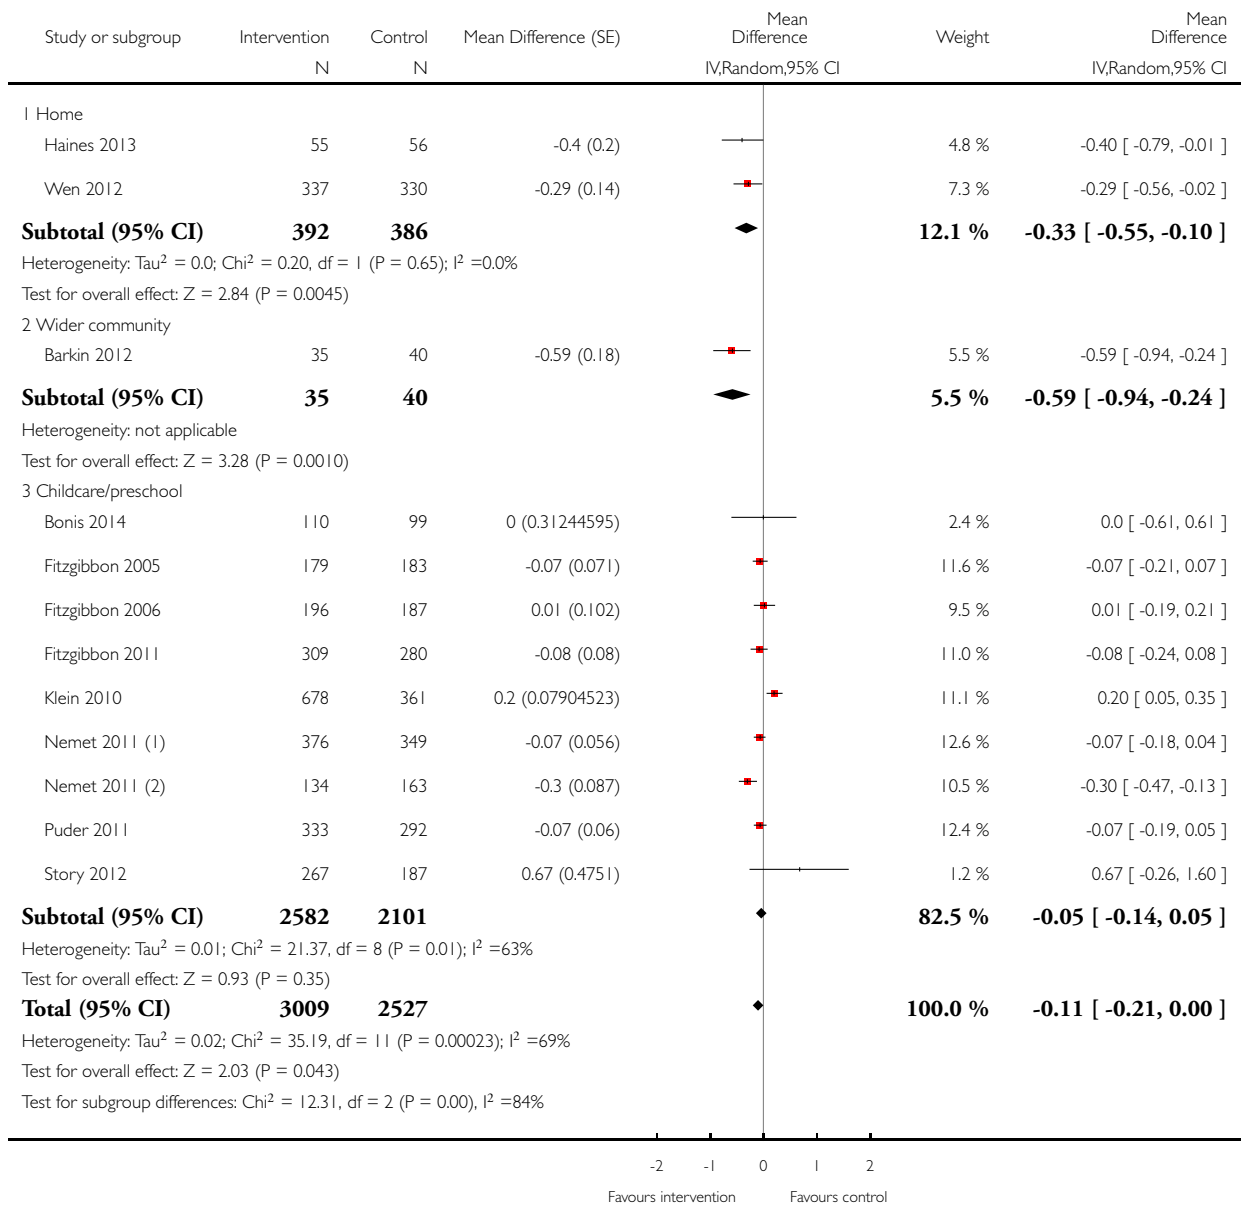 Study or subgroup Intervention Control Mean Difference (SE) Mean Difference Weight Mean Difference
N N IV,Random,95% CI IV,Random,95% CI
1 Home
Haines 2013 55 56 -0.4 (0.2) 4.8 % -0.40 [ -0.79, -0.01 ]
Wen 2012 337 330 -0.29 (0.14) 7.3 % -0.29 [ -0.56, -0.02 ]
Subtotal (95% CI) 392 386 12.1 % -0.33 [ -0.55, -0.10 ]
Heterogeneity: Tau² = 0.0; Chi² = 0.20, df = 1 (P = 0.65); I² =0.0%
Test for overall effect: Z = 2.84 (P = 0.0045)
2 Wider community
Barkin 2012 35 40 -0.59 (0.18) 5.5 % -0.59 [ -0.94, -0.24 ]
Subtotal (95% CI) 35 40 5.5 % -0.59 [ -0.94, -0.24 ]
Heterogeneity: not applicable
Test for overall effect: Z = 3.28 (P = 0.0010)
3 Childcare/preschool
Bonis 2014 110 99 0 (0.31244595) 2.4 % 0.0 [ -0.61, 0.61 ]
Fitzgibbon 2005 179 183 -0.07 (0.071) 11.6 % -0.07 [ -0.21, 0.07 ]
Fitzgibbon 2006 196 187 0.01 (0.102) 9.5 % 0.01 [ -0.19, 0.21 ]
Fitzgibbon 2011 309 280 -0.08 (0.08) 11.0 % -0.08 [ -0.24, 0.08 ]
Klein 2010 678 361 0.2 (0.07904523) 11.1 % 0.20 [ 0.05, 0.35 ]
Nemet 2011 (1) 376 349 -0.07 (0.056) 12.6 % -0.07 [ -0.18, 0.04 ]
Nemet 2011 (2) 134 163 -0.3 (0.087) 10.5 % -0.30 [ -0.47, -0.13 ]
Puder 2011 333 292 -0.07 (0.06) 12.4 % -0.07 [ -0.19, 0.05 ]
Story 2012 267 187 0.67 (0.4751) 1.2 % 0.67 [ -0.26, 1.60 ]
Subtotal (95% CI) 2582 2101 82.5 % -0.05 [ -0.14, 0.05 ]
Heterogeneity: Tau² = 0.01; Chi² = 21.37, df = 8 (P = 0.01); I² =63%
Test for overall effect: Z = 0.93 (P = 0.35)
Total (95% CI) 3009 2527 100.0 % -0.11 [ -0.21, 0.00 ]
Heterogeneity: Tau² = 0.02; Chi² = 35.19, df = 11 (P = 0.00023); I² =69%
Test for overall effect: Z = 2.03 (P = 0.043)
Test for subgroup differences: Chi² = 12.31, df = 2 (P = 0.00), I² =84%
-2 -1 0 1 2
Favours intervention Favours control